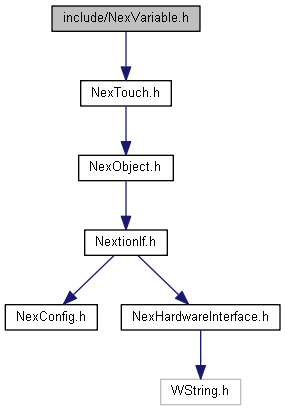 include/NexVariable.h
NexTouch.h
NexObject.h
NextionIf.h
NexConfig.h
NexHardwareInterface.h
WString.h